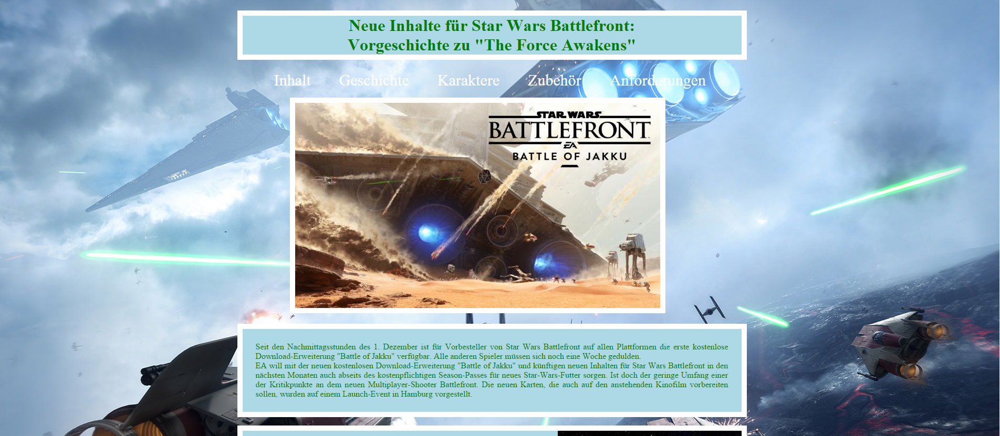 Neue Inhalte für Star Wars Battlefront:
Vorgeschichte zu "The Force Awakens"
Inhalt Geschichte Karaktere Zubehör Anforderungen
STAR WARS
BATTLEFRONT
EA
BATTLE OF JAKKU
Seit den Nachmittagsstunden des 1. Dezember ist für Vorbesteller von Star Wars Battlefront auf allen Plattformen die erste kostenlose
Download-Erweiterung "Battle of Jakku" verfügbar. Alle anderen Spieler müssen sich noch eine Woche gedulden.
EA will mit der neuen kostenlosen Download-Erweiterung "Battle of Jakku" und künftigen neuen Inhalten für Star Wars Battlefront in den
nächsten Monaten auch abseits des kostenpflichtigen Season-Passes für neues Star-Wars-Futter sorgen. Ist doch der geringe Umfang einer
der Kritikpunkte an dem neuen Multiplayer-Shooter Battlefront. Die neuen Karten, die auch auf den anstehenden Kinofilm vorbereiten
sollen, wurden auf einem Launch-Event in Hamburg vorgestellt.